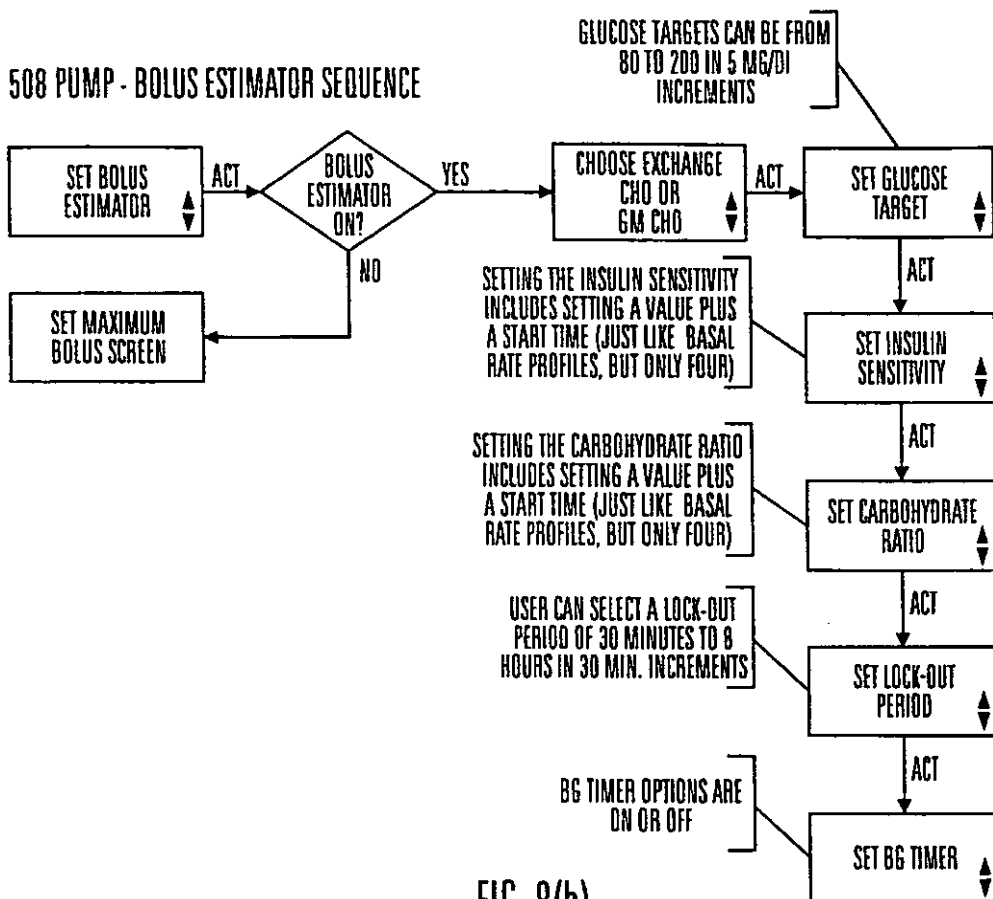 GLUCOSE TARGETS CAN BE FROM
80 TO 200 IN 5 MG/Dl
INCREMENTS
508 PUMP - BOLUS ESTIMATOR SEQUENCE
SET BOLUS
ESTIMATOR
ACT
BOLUS
ESTIMATOR
ON?
YES
CHOOSE EXCHANGE
CHO OR
GM CHO
ACT
SET GLUCOSE
TARGET
NO
ACT
SET MAXIMUM
BOLUS SCREEN
SETTING THE INSULIN SENSITIVITY
INCLUDES SETTING A VALUE PLUS
A START TIME (JUST LIKE BASAL
RATE PROFILES, BUT ONLY FOUR)
SET INSULIN
SENSITIVITY
ACT
SETTING THE CARBOHYDRATE RATIO
INCLUDES SETTING A VALUE PLUS
A START TIME (JUST LIKE BASAL
RATE PROFILES, BUT ONLY FOUR)
SET CARBOHYDRATE
RATIO
ACT
USER CAN SELECT A LOCK-OUT
PERIOD OF 30 MINUTES TO 8
HOURS IN 30 MIN. INCREMENTS
SET LOCK-OUT
PERIOD
ACT
BG TIMER OPTIONS ARE
ON OR OFF
SET BG TIMER
FIG. 8(b)